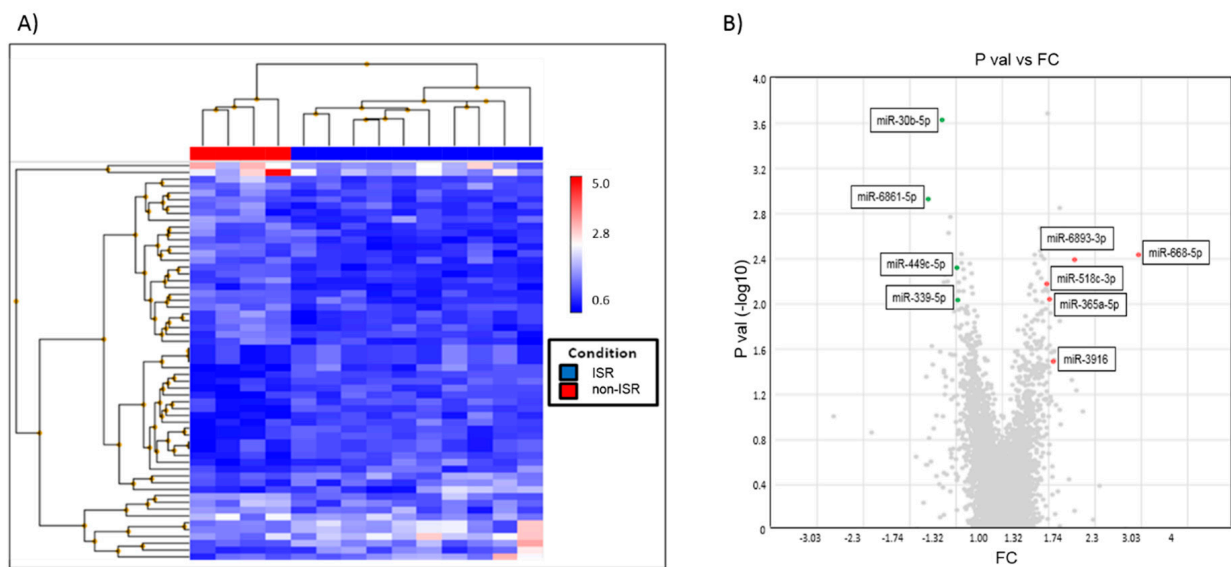 A)
5.0
2.8
0.6
Condition
ISR
non-ISR
B)
P val vs FC
P val (-log10)
4.0
3.6
3.2
2.8
2.4
2.0
1.6
1.2
0.8
0.4
0
miR-30b-5p
miR-6861-5p
miR-449c-5p
miR-339-5p
miR-6893-3p
miR-668-5p
miR-518c-3p
miR-365a-5p
miR-3916
-3.03 -2.3 -1.74 -1.32 1.00 1.32 1.74 2.3 3.03 4
FC